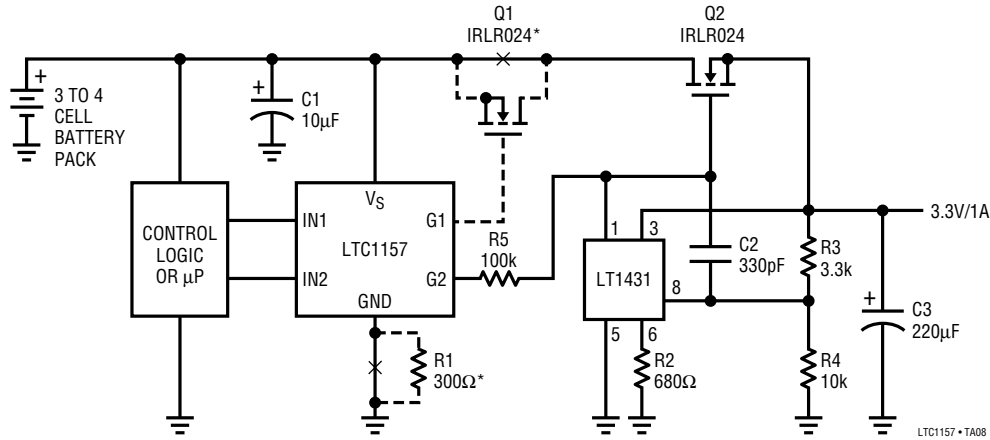 Q1
IRLR024*
Q2
IRLR024
+
3 TO 4
CELL
BATTERY
PACK
+
C1
10µF
CONTROL
LOGIC
OR µP
IN1
IN2
VS
LTC1157
GND
G1
G2
R5
100k
R1
300Ω*
1
3
LT1431
8
5
6
R2
680Ω
C2
330pF
R3
3.3k
R4
10k
3.3V/1A
+
C3
220µF
LTC1157 • TA08